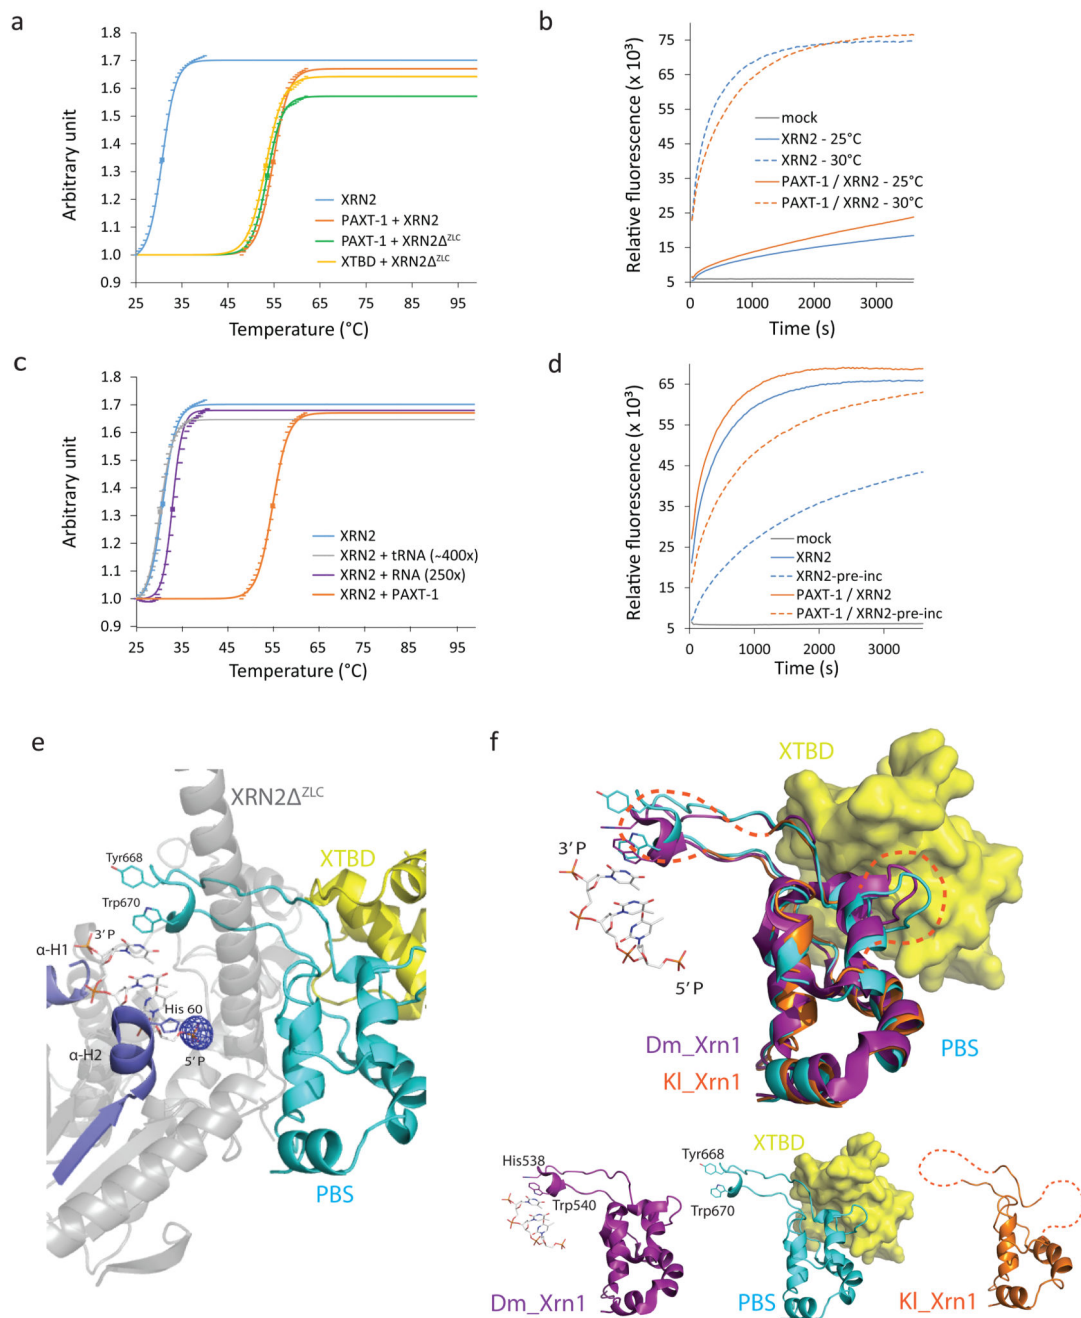 a
1.8
1.7
1.6
1.5
1.4
1.3
1.2
1.1
1.0
0.9
Arbitrary unit
XRN2
PAXT-1 + XRN2
PAXT-1 + XRN2Δ^ZLC
XTBD + XRN2Δ^ZLC
25 35 45 55 65 75 85 95
Temperature (°C)
b
75
65
55
45
35
25
15
5
Relative fluorescence (x 10³)
mock
XRN2 - 25°C
XRN2 - 30°C
PAXT-1 / XRN2 - 25°C
PAXT-1 / XRN2 - 30°C
0 1000 2000 3000
Time (s)
c
1.8
1.7
1.6
1.5
1.4
1.3
1.2
1.1
1.0
0.9
Arbitrary unit
XRN2
XRN2 + tRNA (~400x)
XRN2 + RNA (250x)
XRN2 + PAXT-1
25 35 45 55 65 75 85 95
Temperature (°C)
d
65
55
45
35
25
15
5
Relative fluorescence (x 10³)
mock
XRN2
XRN2-pre-inc
PAXT-1 / XRN2
PAXT-1 / XRN2-pre-inc
0 1000 2000 3000
Time (s)
e
XRN2Δ^ZLC
XTBD
Tyr668
Trp670
3′ P
α-H1
His 60
α-H2
5′ P
PBS
f
XTBD
3′ P
5′ P
Dm_Xrn1
Kl_Xrn1
PBS
His538
Trp540
Dm_Xrn1
XTBD
Tyr668
Trp670
PBS
Kl_Xrn1